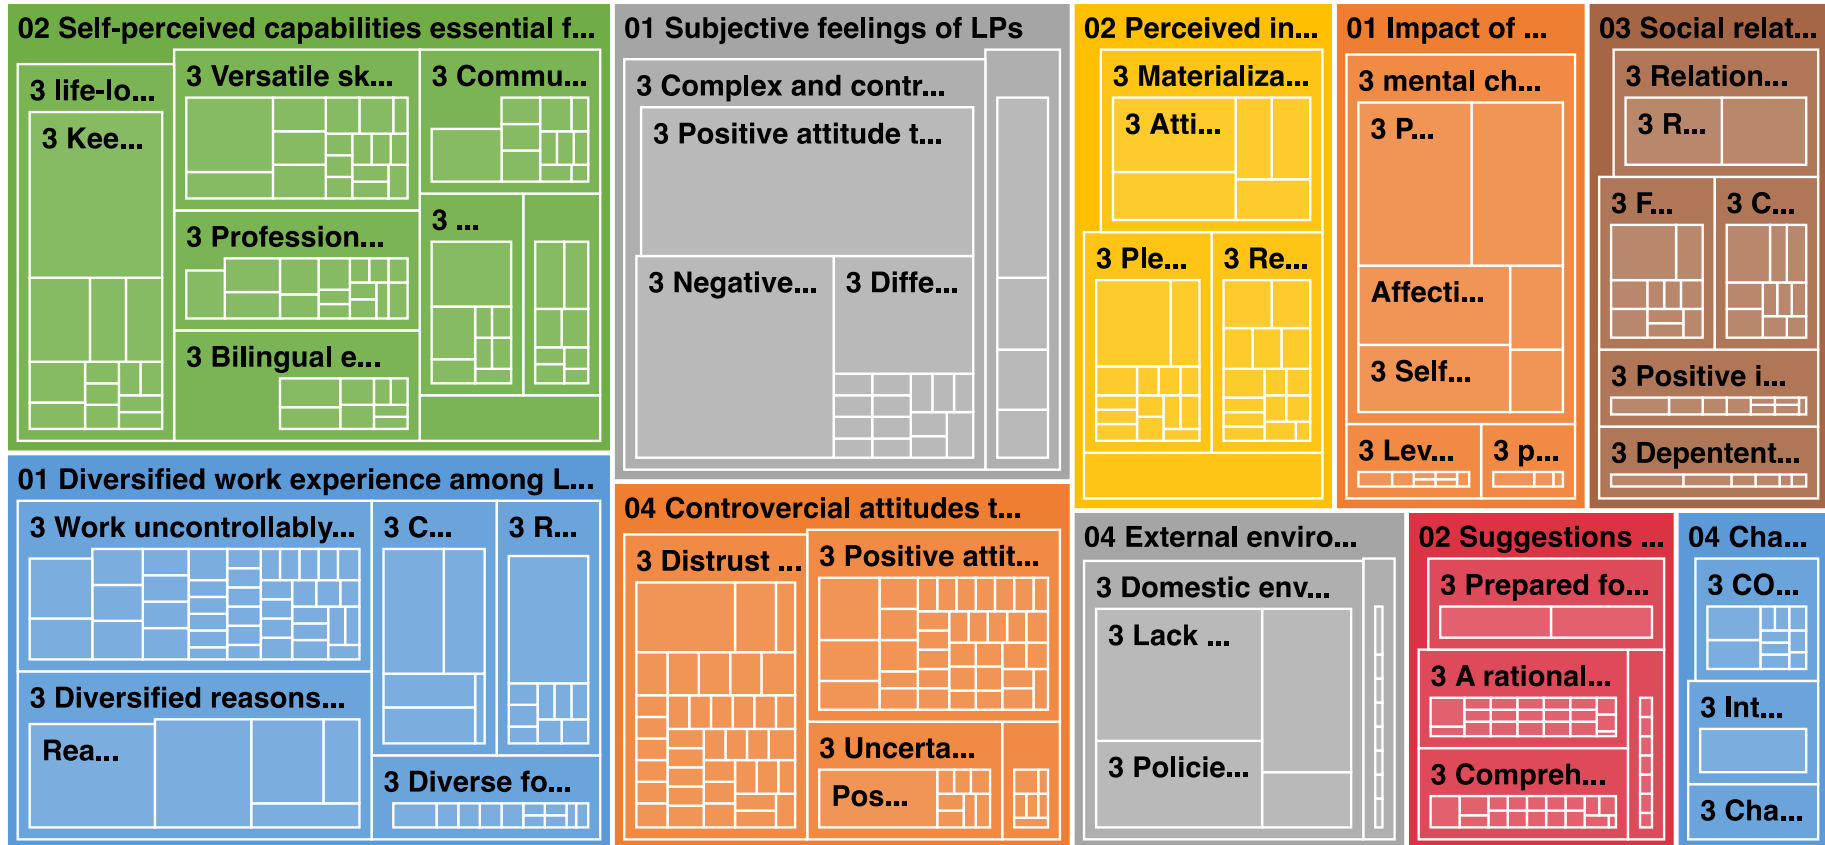 02 Self-perceived capabilities essential f...
3 life-lo...
3 Kee...
3 Versatile sk...
3 Commu...
3 Profession...
3 ...
3 Bilingual e...
01 Diversified work experience among L...
3 Work uncontrollably...
3 C...
3 R...
3 Diversified reasons...
Rea...
3 Diverse fo...
01 Subjective feelings of LPs
3 Complex and contr...
3 Positive attitude t...
3 Negative...
3 Diffe...
04 Controvercial attitudes t...
3 Distrust ...
3 Positive attit...
3 Uncerta...
Pos...
02 Perceived in...
3 Materializa...
3 Atti...
3 Ple...
3 Re...
01 Impact of ...
3 mental ch...
3 P...
Affecti...
3 Self...
3 Lev...
3 p...
03 Social relat...
3 Relation...
3 R...
3 F...
3 C...
3 Positive i...
3 Depentent...
04 External enviro...
3 Domestic env...
3 Lack ...
3 Policie...
02 Suggestions ...
3 Prepared fo...
3 A rational...
3 Compreh...
04 Cha...
3 CO...
3 Int...
3 Cha...